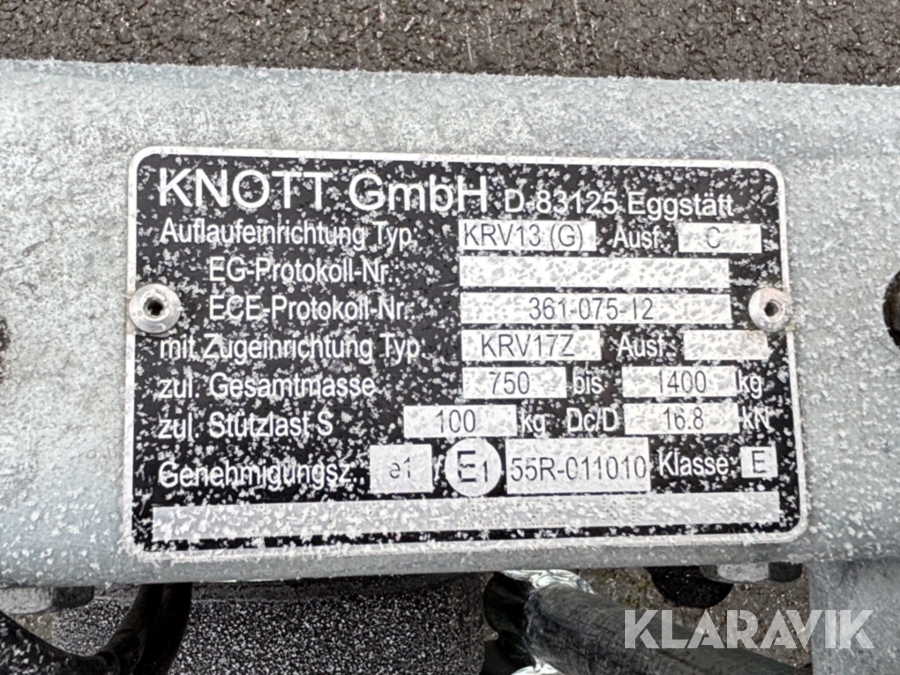 KNOTT GmbH D-83125 Eggstätt
Auflaufeinrichtung Typ KRV13 (G) Ausf. C
EG-Protokoll-Nr.
ECE-Protokoll-Nr. 361-075-12
mit Zugeinrichtung Typ KRV17Z Ausf.
zul. Gesamtmasse 750 bis 1400 kg
zul. Stützlast S 100 kg Dc/D 16.8 kN
Genehmigungsz. e1 / E1 55R-011010 Klasse E
KLARAVIK